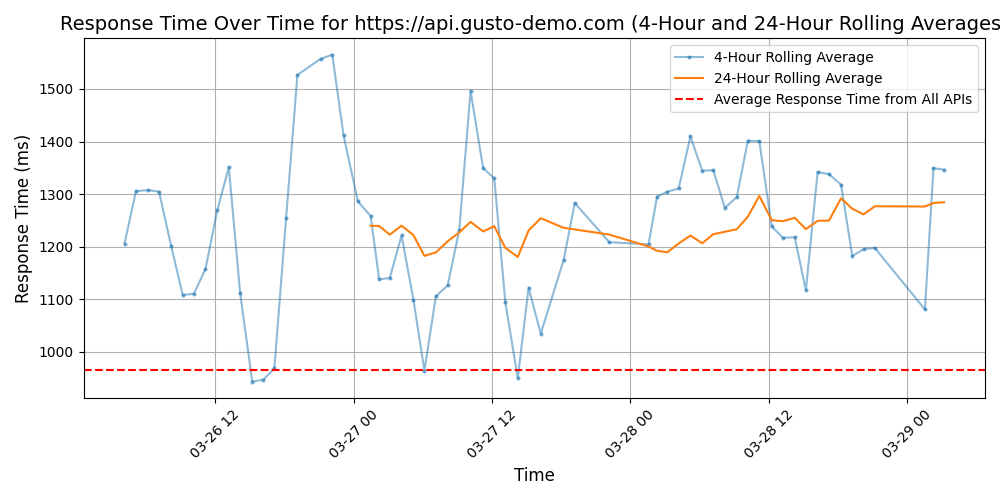 Response Time Over Time for https://api.gusto-demo.com (4-Hour and 24-Hour Rolling Averages
4-Hour Rolling Average
24-Hour Rolling Average
Average Response Time from All APIs
Response Time (ms)
1500
1400
1300
1200
1100
1000
03-26 12
03-27 00
03-27 12
03-28 00
03-28 12
03-29 00
Time